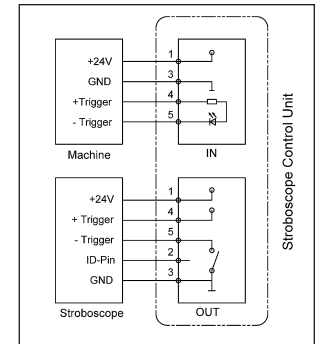 1
+24V
3
GND
4
+Trigger
5
- Trigger
Machine
IN
1
+24V
4
+ Trigger
5
- Trigger
2
ID-Pin
3
GND
Stroboscope
OUT
Stroboscope Control Unit